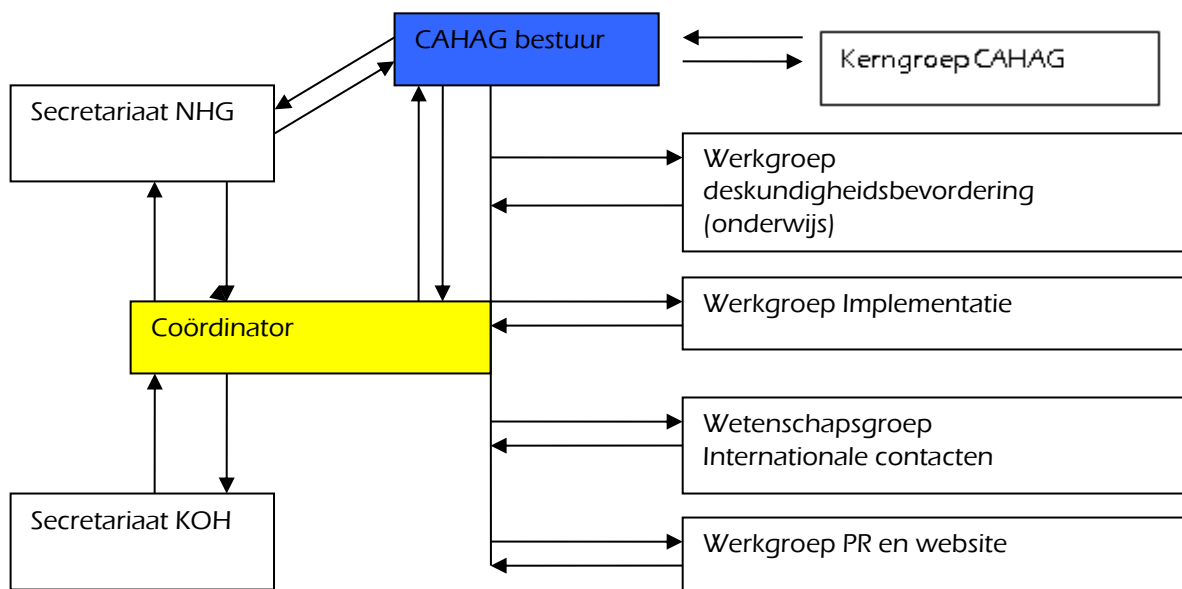 CAHAG bestuur
Kerngroep CAHAG
Secretariaat NHG
Werkgroep
deskundigheidsbevordering
(onderwijs)
Werkgroep Implementatie
Coördinator
Wetenschapsgroep
Internationale contacten
Secretariaat KOH
Werkgroep PR en website